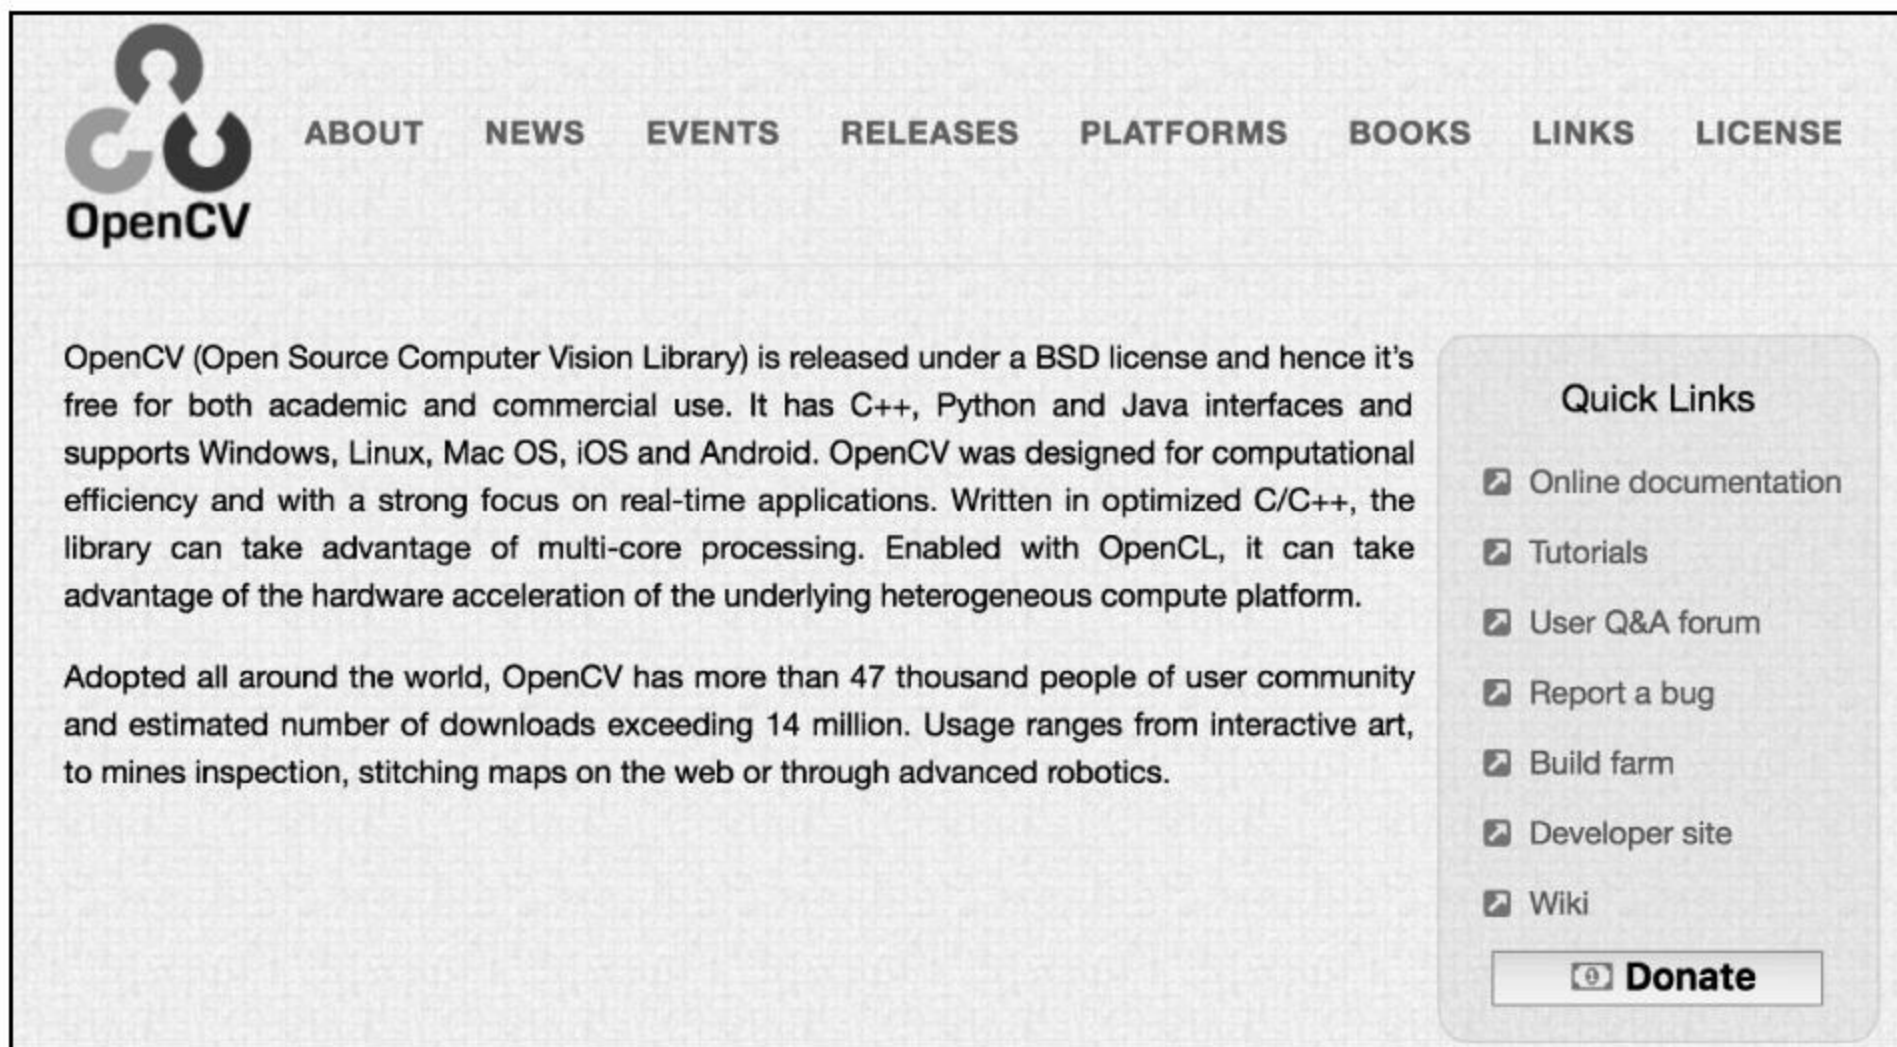 OpenCV
ABOUT NEWS EVENTS RELEASES PLATFORMS BOOKS LINKS LICENSE
OpenCV (Open Source Computer Vision Library) is released under a BSD license and hence it's
free for both academic and commercial use. It has C++, Python and Java interfaces and
supports Windows, Linux, Mac OS, iOS and Android. OpenCV was designed for computational
efficiency and with a strong focus on real-time applications. Written in optimized C/C++, the
library can take advantage of multi-core processing. Enabled with OpenCL, it can take
advantage of the hardware acceleration of the underlying heterogeneous compute platform.
Adopted all around the world, OpenCV has more than 47 thousand people of user community
and estimated number of downloads exceeding 14 million. Usage ranges from interactive art,
to mines inspection, stitching maps on the web or through advanced robotics.
Quick Links
Online documentation
Tutorials
User Q&A forum
Report a bug
Build farm
Developer site
Wiki
Donate